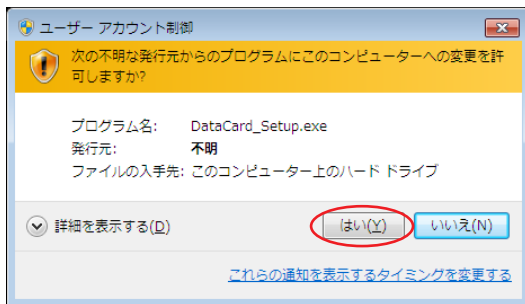 ユーザー アカウント制御
次の不明な発行元からのプログラムにこのコンピューターへの変更を許
可しますか?
プログラム名: DataCard_Setup.exe
発行元: 不明
ファイルの入手先: このコンピューター上のハード ドライブ
詳細を表示する(D) はい(Y) いいえ(N)
これらの通知を表示するタイミングを変更する